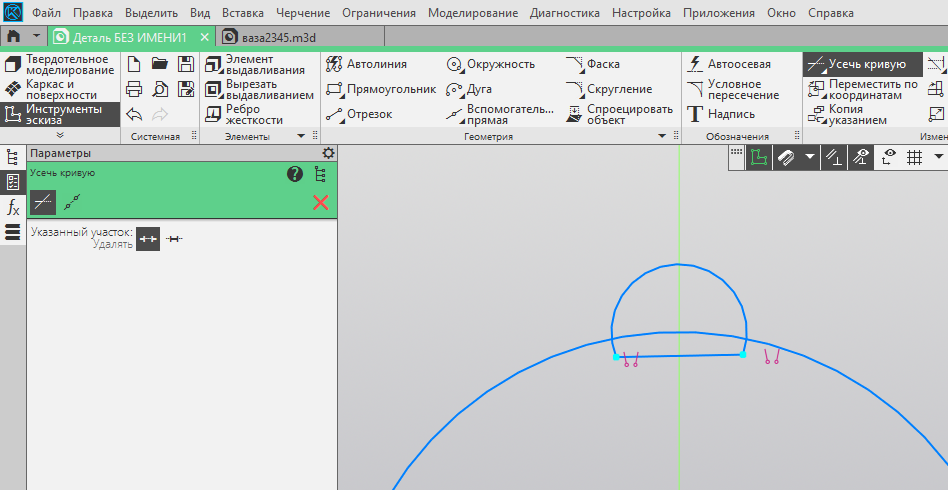 Файл Правка Выделить Вид Вставка Черчение Ограничения Моделирование Диагностика Настройка Приложения Окно Справка
Деталь БЕЗ ИМЕНИ1
ваза2345.m3d
Твердотельное
моделирование
Каркас и
поверхности
Инструменты
эскиза
Системная
Элемент
выдавливания
Вырезать
выдавливанием
Ребро
жесткости
Элементы
Автолиния
Прямоугольник
Отрезок
Окружность
Дуга
Вспомогатель...
прямая
Фаска
Скругление
Спроецировать
объект
Геометрия
Автоосевая
Условное
пересечение
Надпись
Обозначения
Усечь кривую
Переместить по
координатам
Копия
указанием
Измен
Параметры
Усечь кривую
Указанный участок:
Удалять